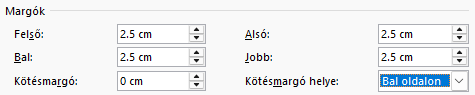 Margók
Felső: 2.5 cm Alsó: 2.5 cm
Bal: 2.5 cm Jobb: 2.5 cm
Kötésmargó: 0 cm Kötésmargó helye: Bal oldalon